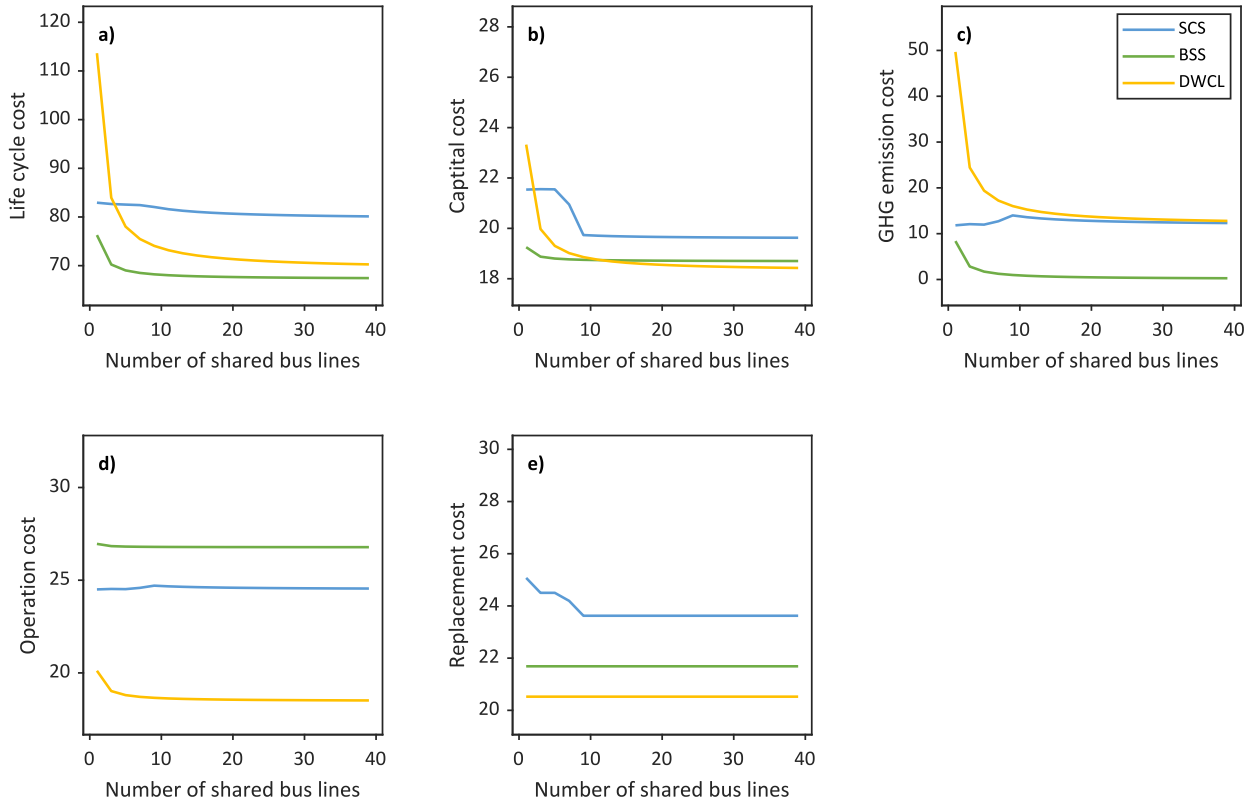 a)
120
110
100
90
80
70
Life cycle cost
0 10 20 30 40
Number of shared bus lines
b)
28
26
24
22
20
18
Captital cost
0 10 20 30 40
Number of shared bus lines
c)
50
40
30
20
10
0
GHG emission cost
SCS
BSS
DWCL
0 10 20 30 40
Number of shared bus lines
d)
30
25
20
Operation cost
0 10 20 30 40
Number of shared bus lines
e)
30
28
26
24
22
20
Replacement cost
0 10 20 30 40
Number of shared bus lines